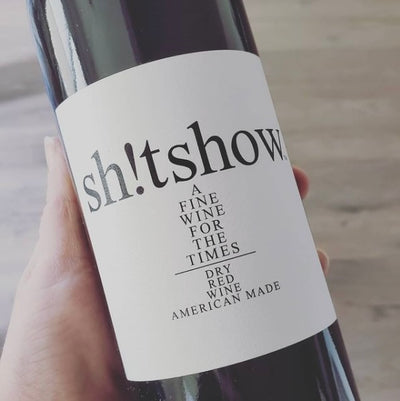 sh!tshow
A
FINE
WINE
FOR
THE
TIMES
DRY
RED
WINE
AMERICAN MADE